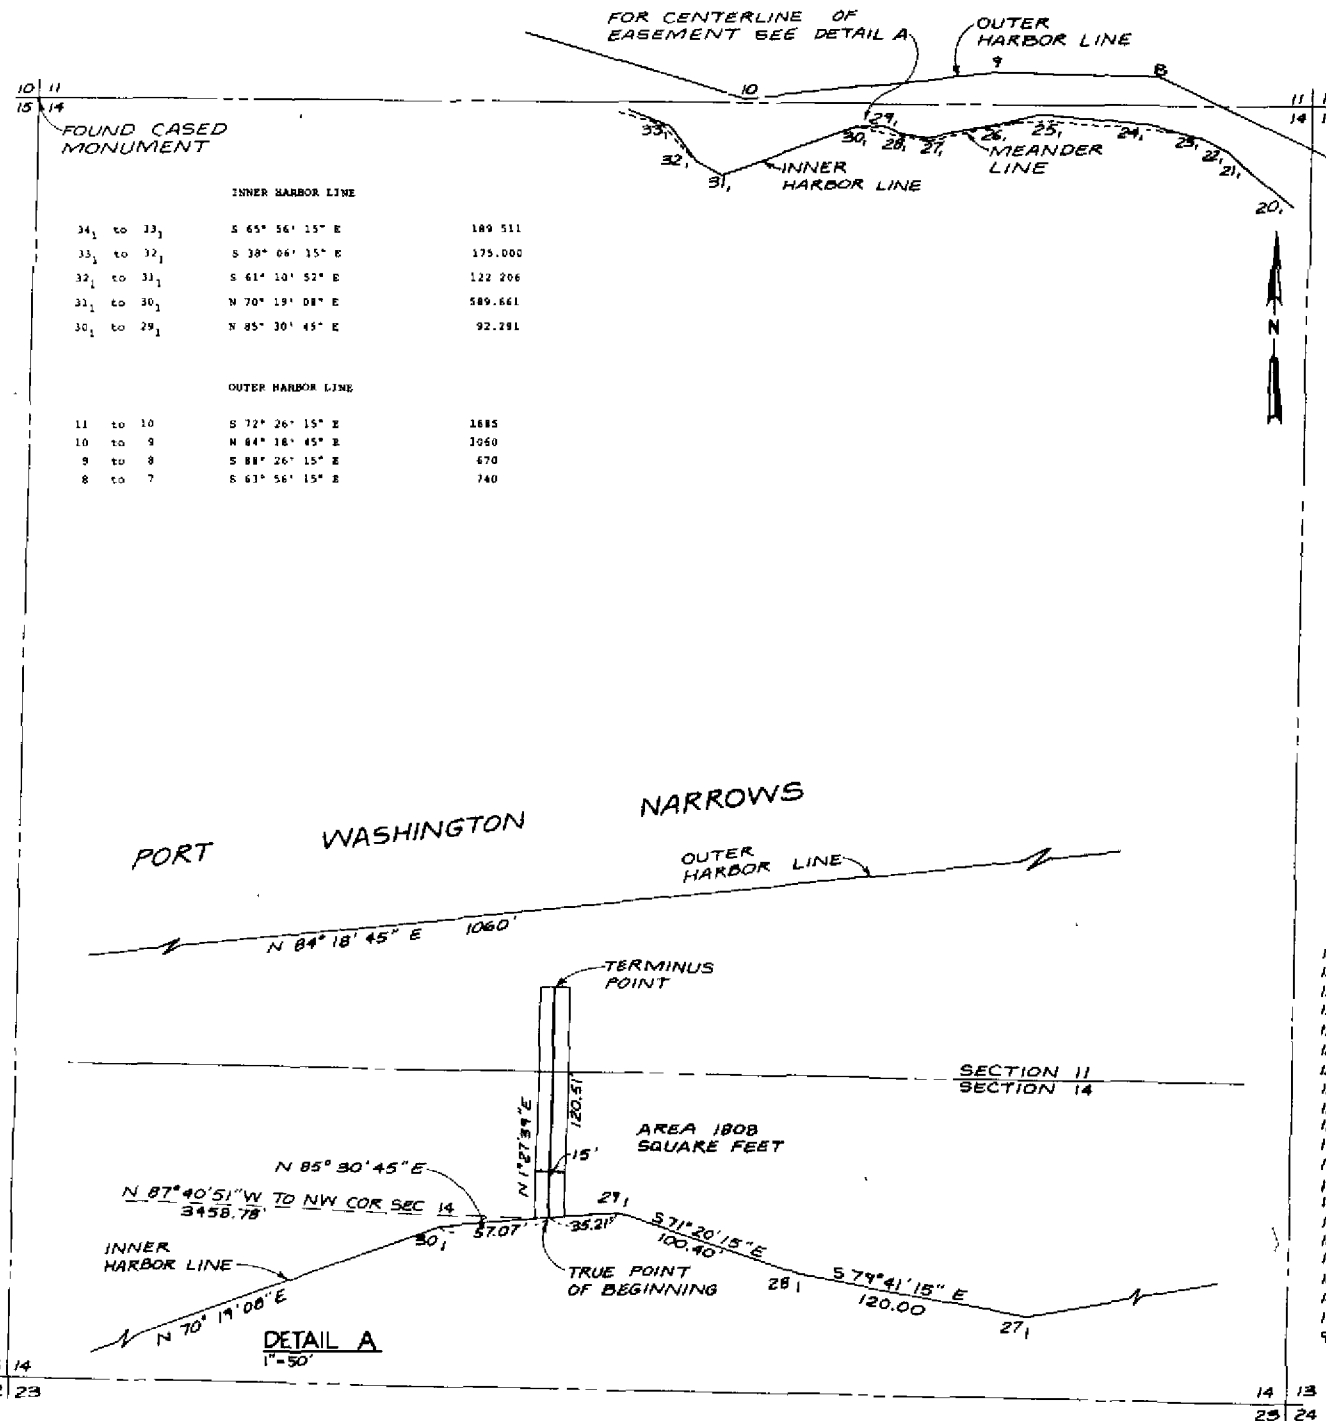 FOR CENTERLINE OF
EASEMENT SEE DETAIL A
OUTER
HARBOR LINE
10 11
15 14
FOUND CASED
MONUMENT
10
9
8
11
14
33₁
32₁
31₁
30₁
29₁
28₁
27₁
26₁
25₁
24₁
23₁
22₁
21₁
20₁
INNER
HARBOR LINE
MEANDER
LINE
N
INNER HARBOR LINE
34₁ to 33₁ S 65° 56' 15" E 189 511
33₁ to 32₁ S 38° 06' 15" E 175.000
32₁ to 31₁ S 61° 10' 52" E 122 206
31₁ to 30₁ N 70° 19' 08" E 589.661
30₁ to 29₁ N 85° 30' 45" E 92.281
OUTER HARBOR LINE
11 to 10 S 72° 26' 15" E 1685
10 to 9 N 84° 18' 45" E 1060
9 to 8 S 88° 26' 15" E 670
8 to 7 S 63° 56' 15" E 740
PORT WASHINGTON NARROWS
OUTER
HARBOR LINE
N 84° 18' 45" E 1060'
TERMINUS
POINT
SECTION 11
SECTION 14
N 1° 27' 39" E
120.51'
AREA 1808
SQUARE FEET
15'
N 85° 30' 45" E
N 87° 40' 51" W TO NW COR SEC 14
3458.78'
29₁
30₁
57.07'
35.21'
S 71° 20' 15" E
100.40'
INNER
HARBOR LINE
TRUE POINT
OF BEGINNING
28₁
S 79° 41' 15" E
120.00
27₁
N 70° 19' 08" E
DETAIL A
1"=50'
14
23
14 13
23 24